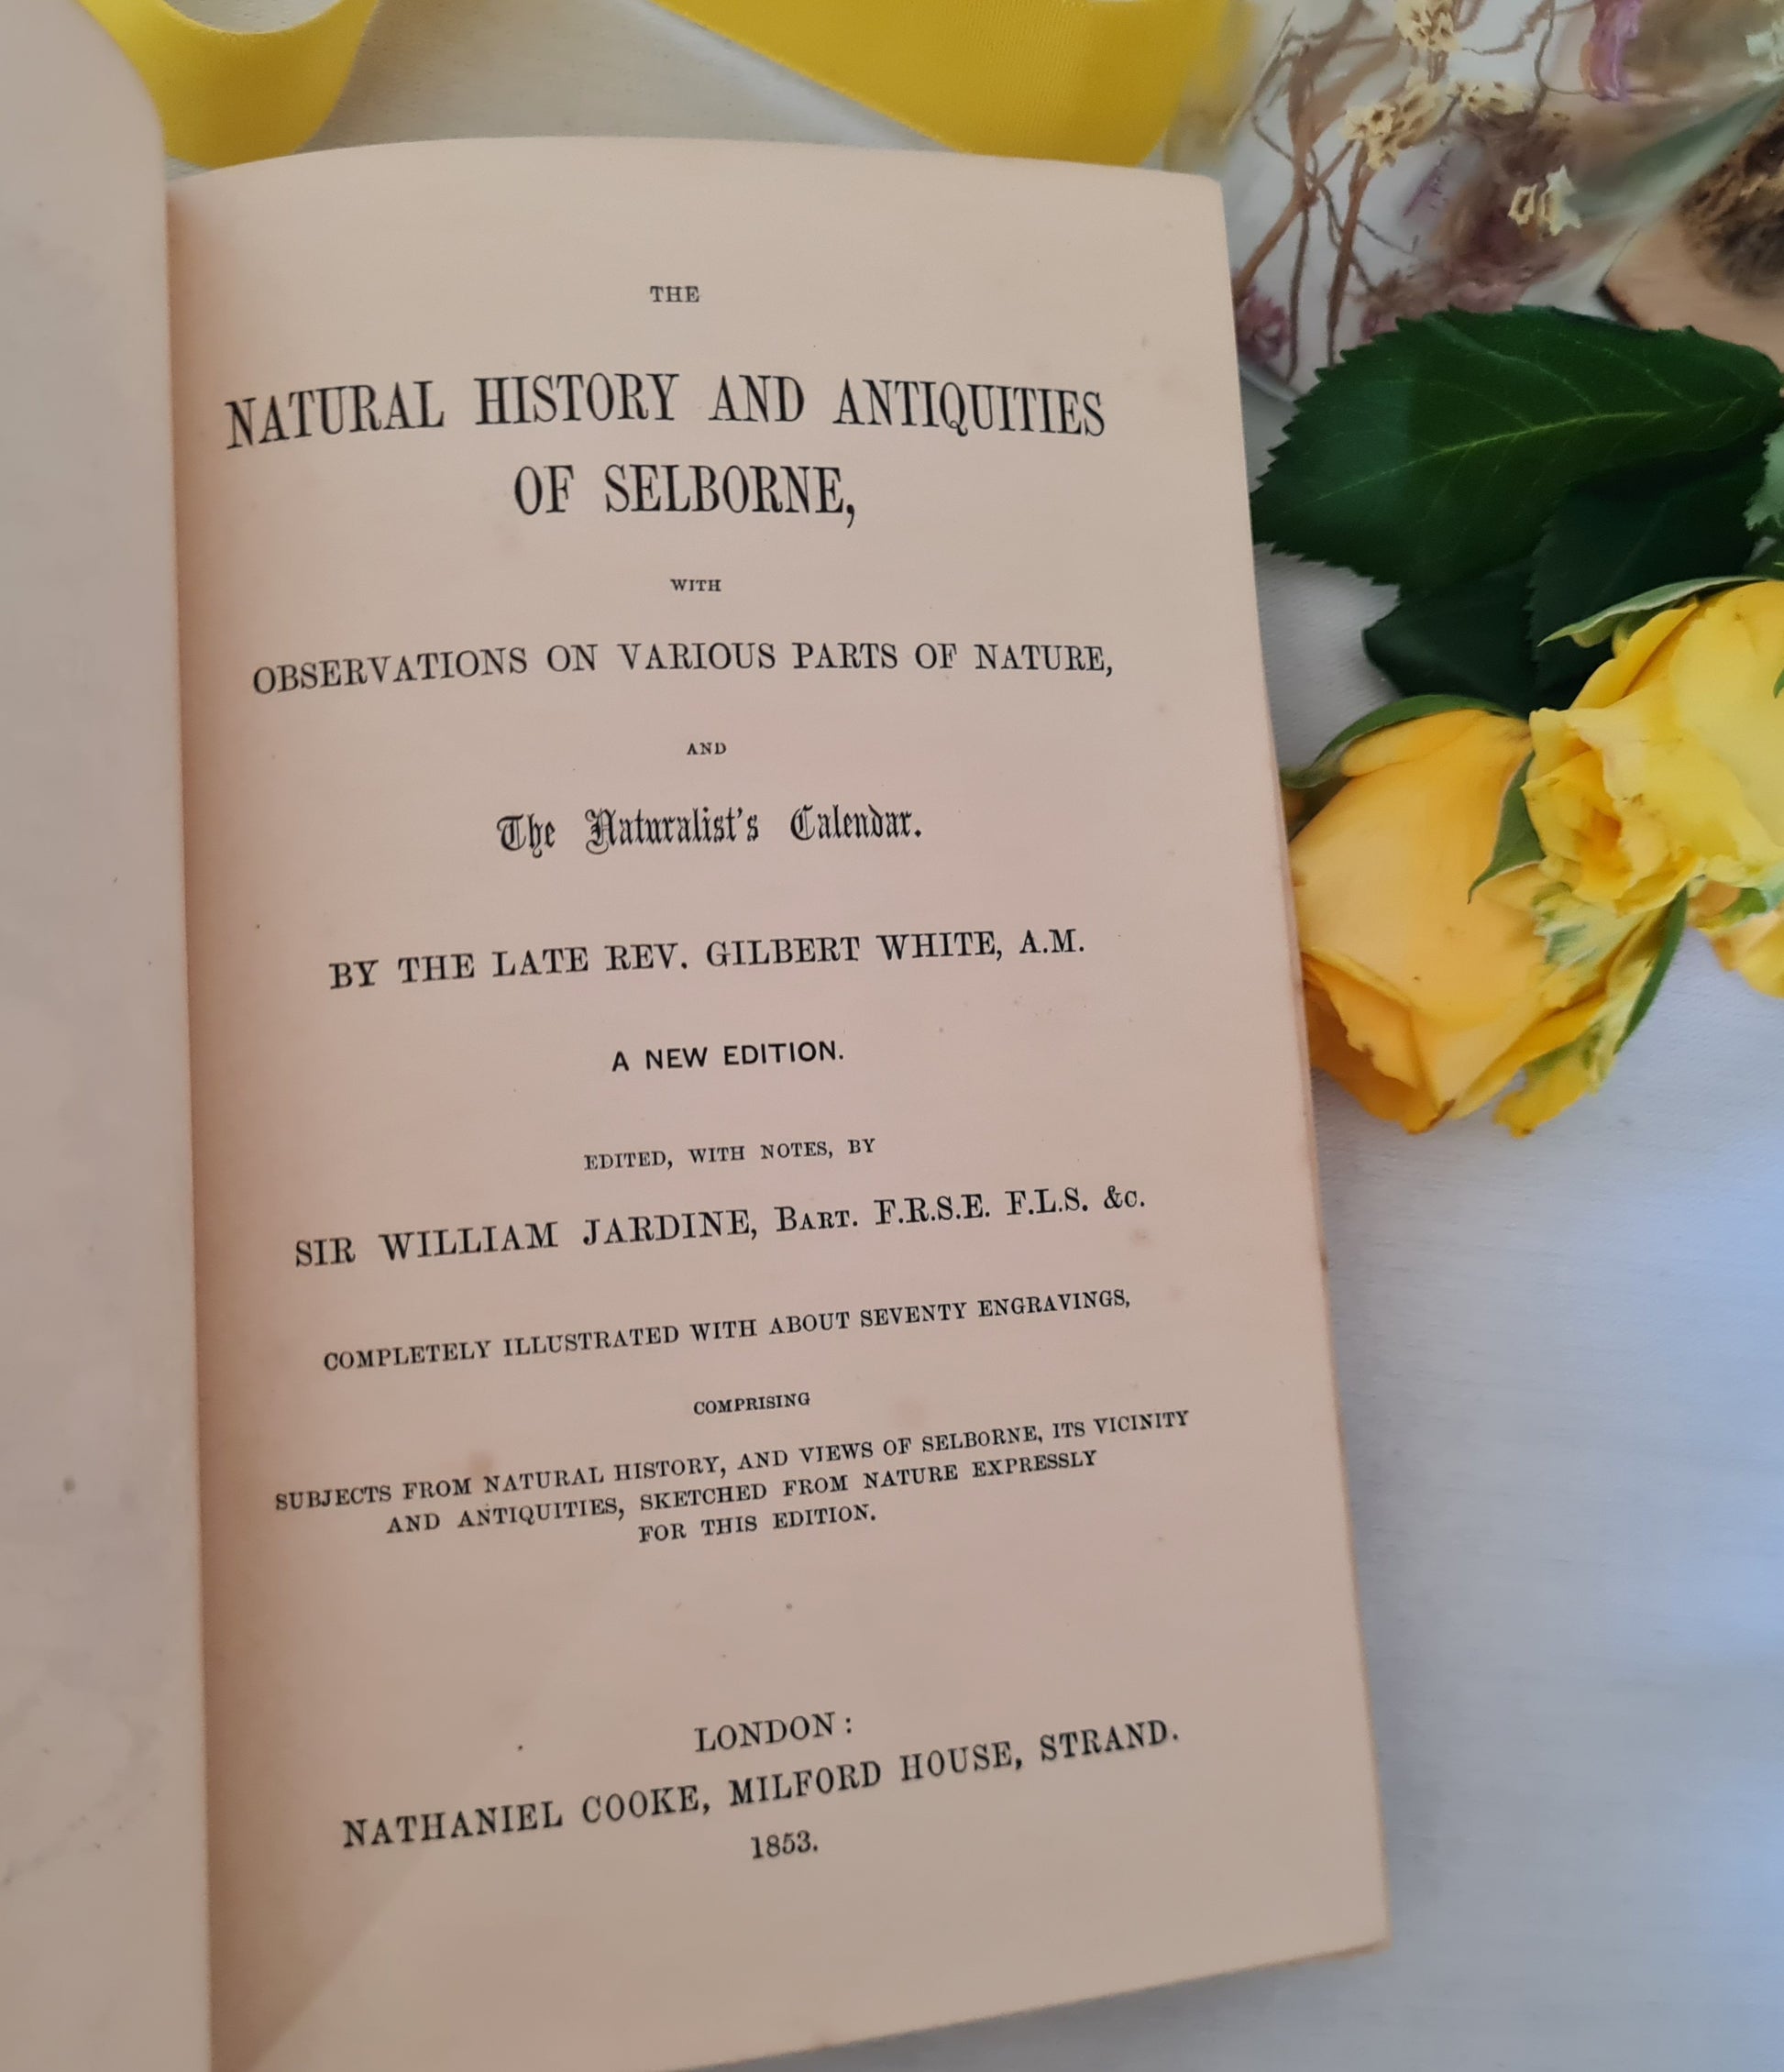 THE
NATURAL HISTORY AND ANTIQUITIES
OF SELBORNE,
WITH
OBSERVATIONS ON VARIOUS PARTS OF NATURE,
AND
The Naturalist's Calendar.
BY THE LATE REV. GILBERT WHITE, A.M.
A NEW EDITION.
EDITED, WITH NOTES, BY
SIR WILLIAM JARDINE, BART. F.R.S.E. F.L.S. &c.
COMPLETELY ILLUSTRATED WITH ABOUT SEVENTY ENGRAVINGS,
COMPRISING
SUBJECTS FROM NATURAL HISTORY, AND VIEWS OF SELBORNE, ITS VICINITY
AND ANTIQUITIES, SKETCHED FROM NATURE EXPRESSLY
FOR THIS EDITION.
LONDON:
NATHANIEL COOKE, MILFORD HOUSE, STRAND.
1853.